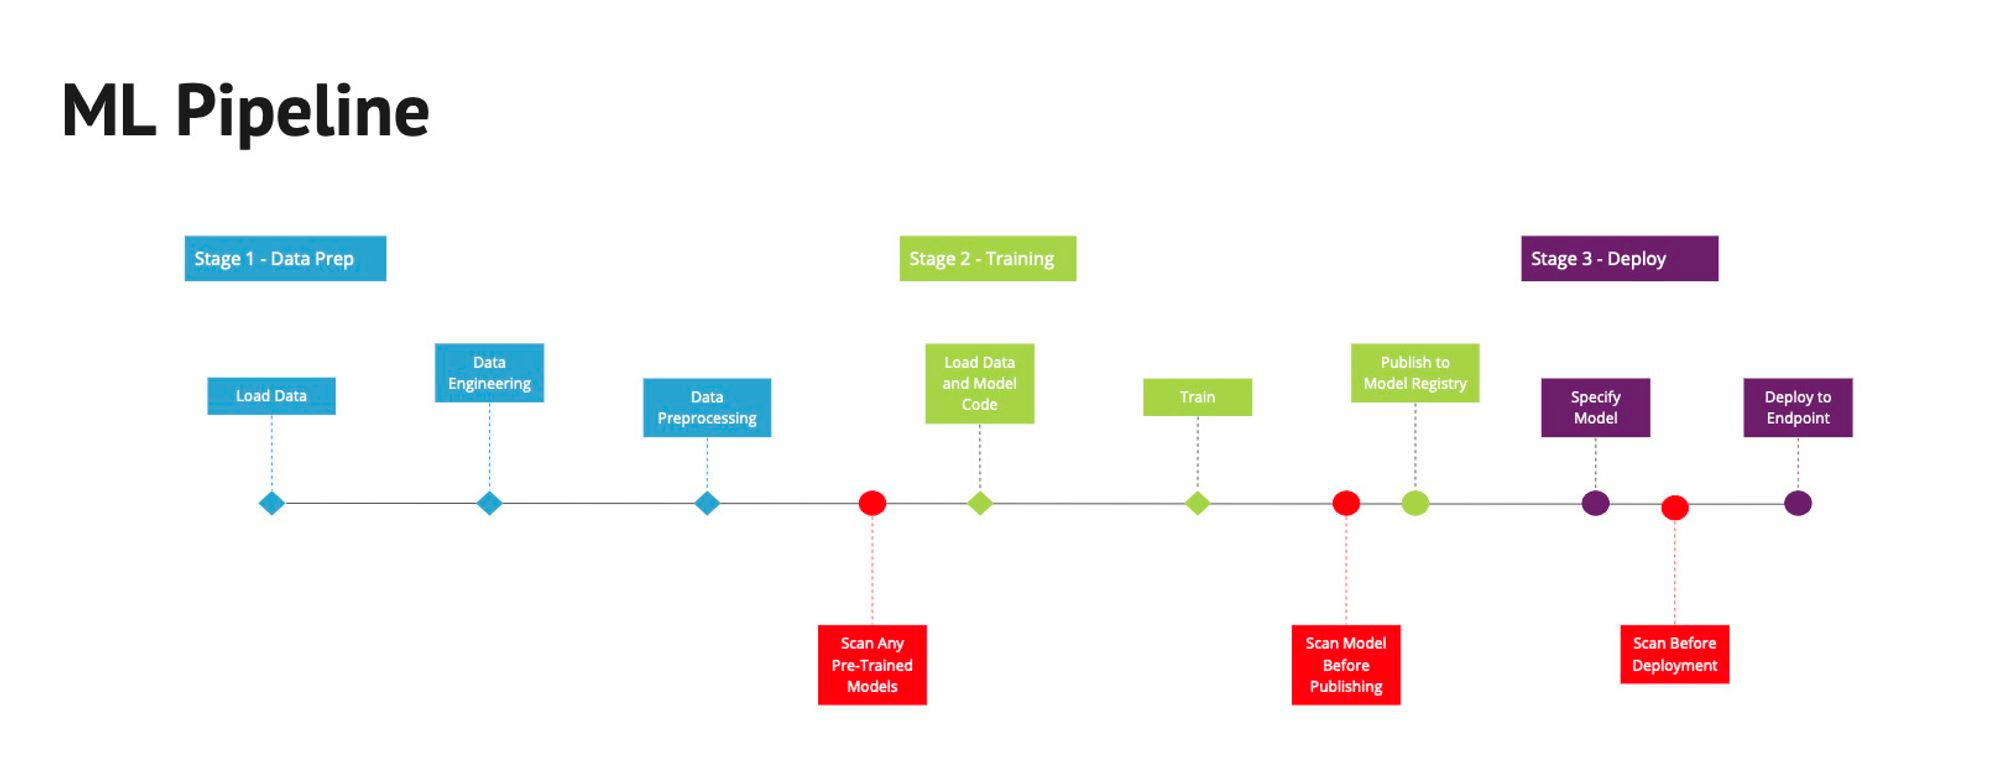 ML Pipeline
Stage 1 - Data Prep
Stage 2 - Training
Stage 3 - Deploy
Load Data
Data
Engineering
Data
Preprocessing
Load Data
and Model
Code
Train
Publish to
Model Registry
Specify
Model
Deploy to
Endpoint
Scan Any
Pre-Trained
Models
Scan Model
Before
Publishing
Scan Before
Deployment